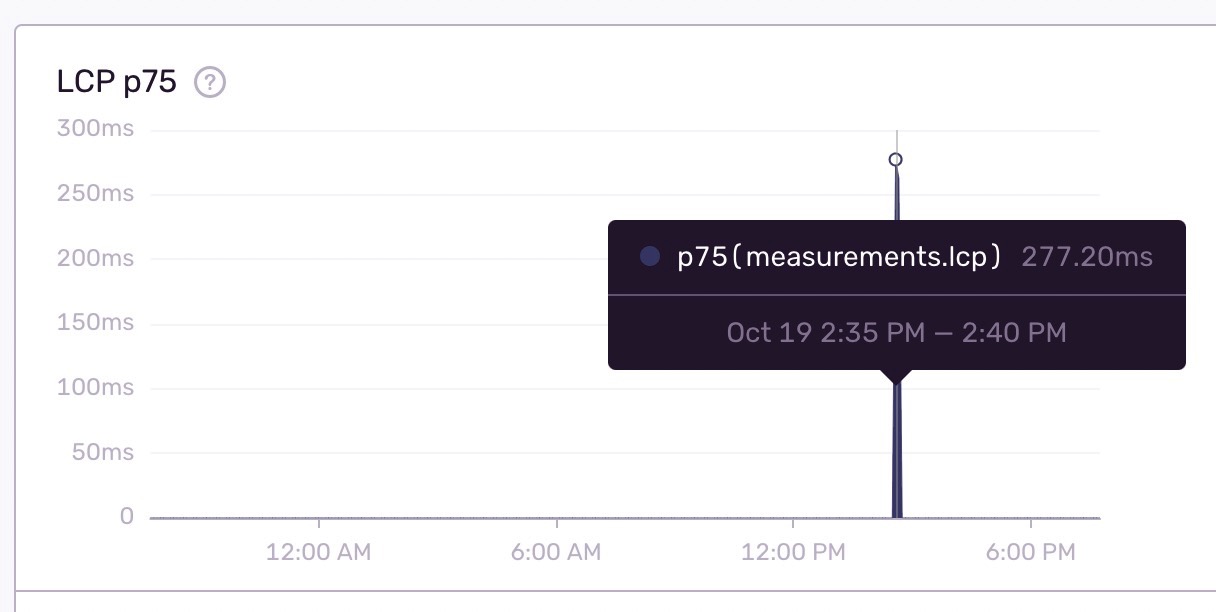 LCP p75 ?
300ms
250ms
200ms
150ms
100ms
50ms
0
p75(measurements.lcp) 277.20ms
Oct 19 2:35 PM — 2:40 PM
12:00 AM 6:00 AM 12:00 PM 6:00 PM